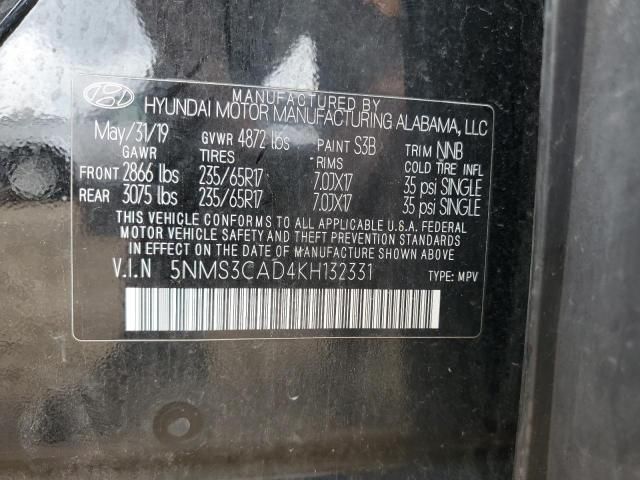 MANUFACTURED BY
HYUNDAI MOTOR MANUFACTURING ALABAMA, LLC
May/31/19 GVWR 4872 lbs PAINT S3B TRIM NNB
GAWR TIRES RIMS COLD TIRE INFL
FRONT 2866 lbs 235/65R17 7.0JX17 35 psi SINGLE
REAR 3075 lbs 235/65R17 7.0JX17 35 psi SINGLE
THIS VEHICLE CONFORMS TO ALL APPLICABLE U.S.A. FEDERAL
MOTOR VEHICLE SAFETY AND THEFT PREVENTION STANDARDS
IN EFFECT ON THE DATE OF MANUFACTURE SHOWN ABOVE
V.I.N 5NMS3CAD4KH132331 TYPE: MPV